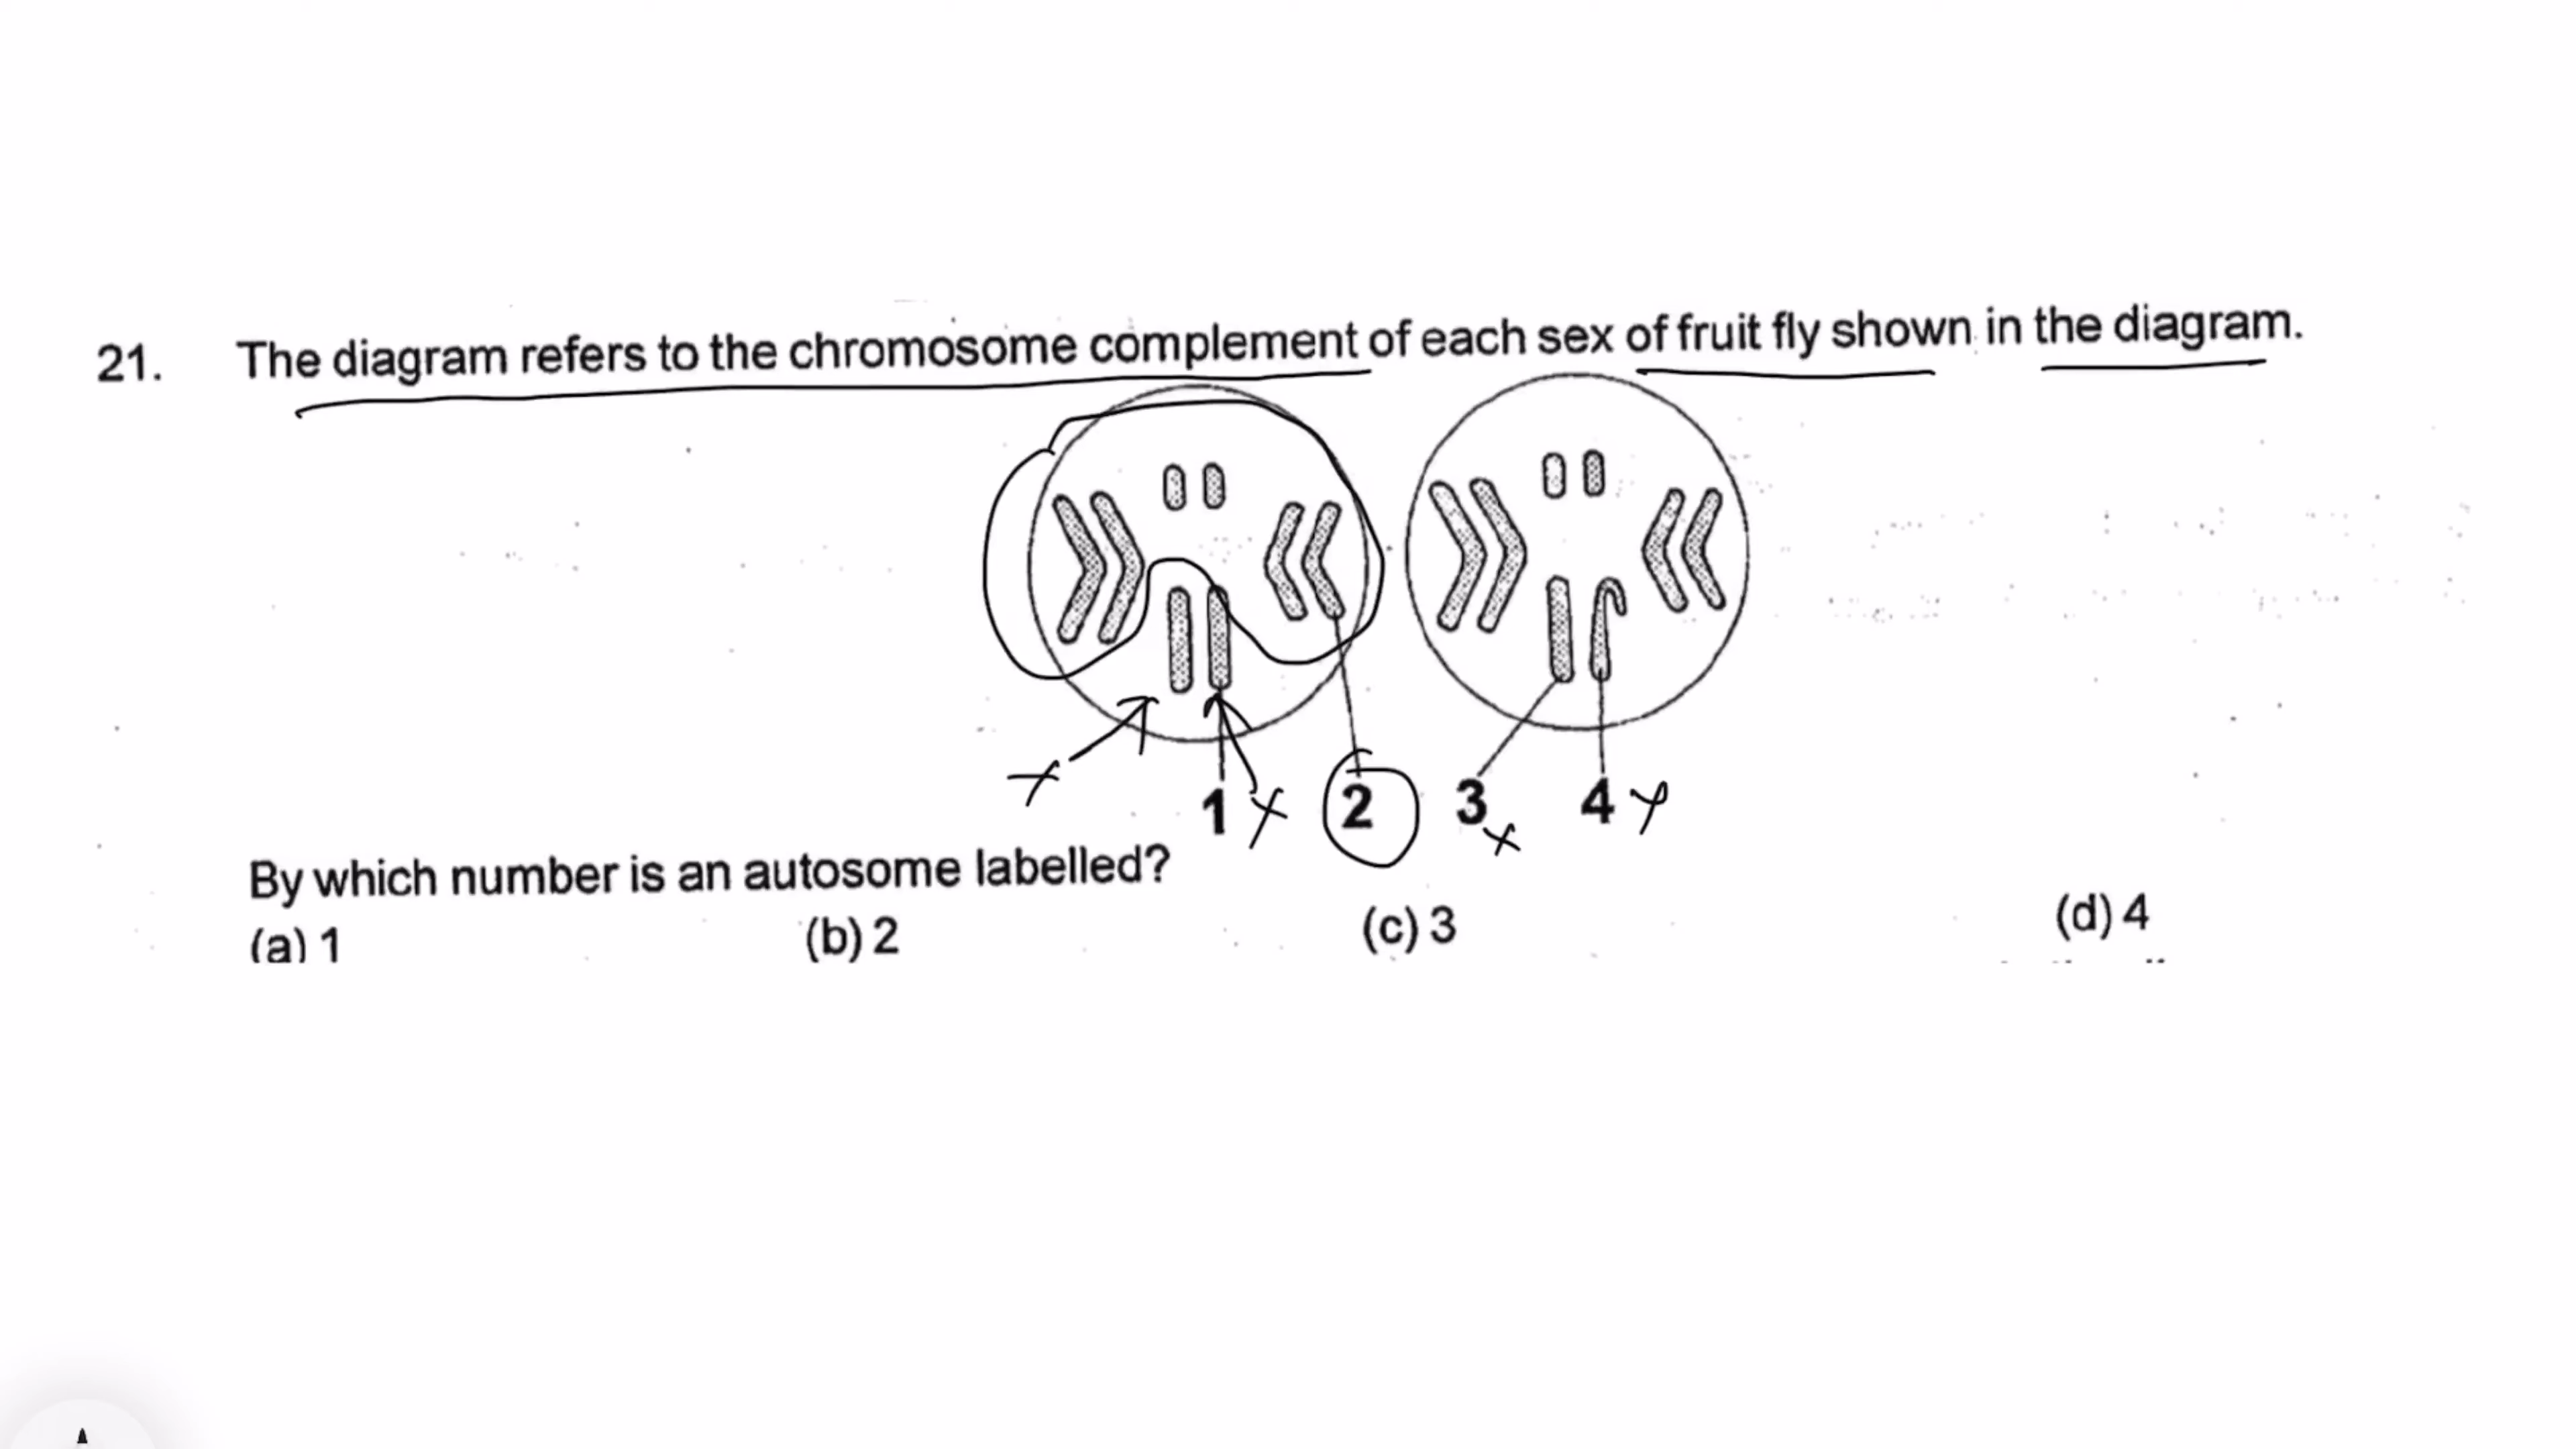 21. The diagram refers to the chromosome complement of each sex of fruit fly shown in the diagram.
x 1 x 2 3 x 4 y
By which number is an autosome labelled?
(a) 1 (b) 2 (c) 3 (d) 4